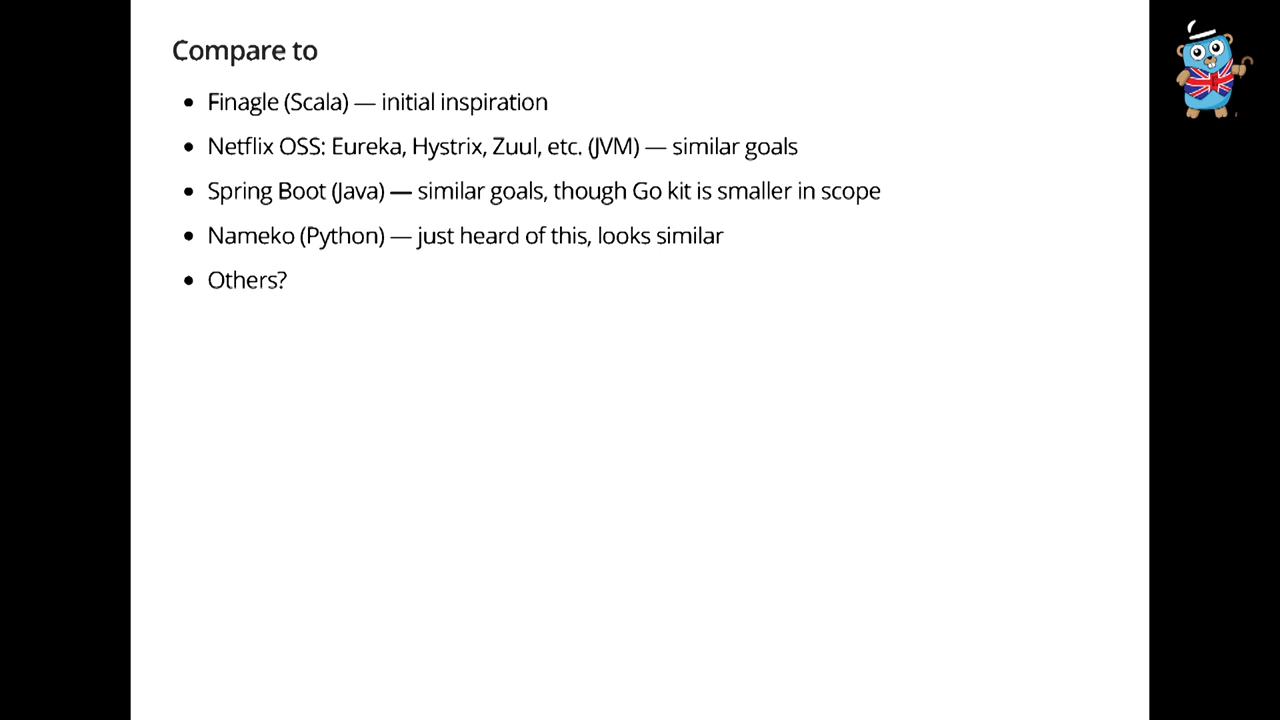 Compare to
• Finagle (Scala) — initial inspiration
• Netflix OSS: Eureka, Hystrix, Zuul, etc. (JVM) — similar goals
• Spring Boot (Java) — similar goals, though Go kit is smaller in scope
• Nameko (Python) — just heard of this, looks similar
• Others?